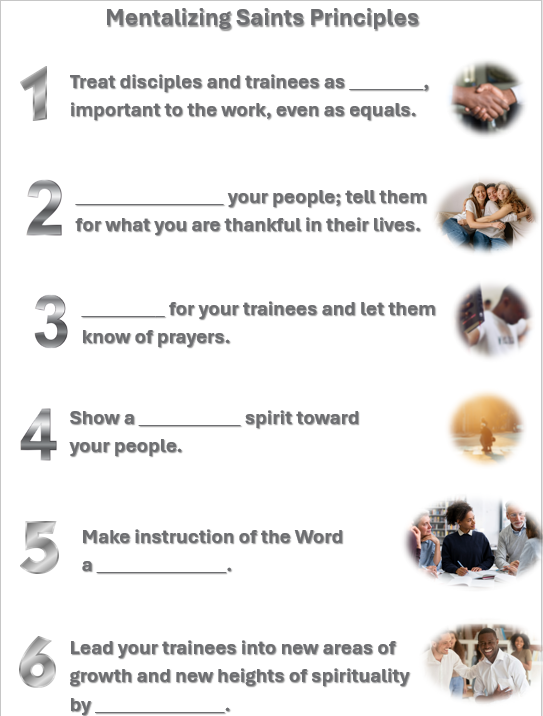 Mentalizing Saints Principles
1
Treat disciples and trainees as ________,
important to the work, even as equals.
2
________________ your people; tell them
for what you are thankful in their lives.
3
_________ for your trainees and let them
know of prayers.
4
Show a ___________ spirit toward
your people.
5
Make instruction of the Word
a ______________.
6
Lead your trainees into new areas of
growth and new heights of spirituality
by ______________.